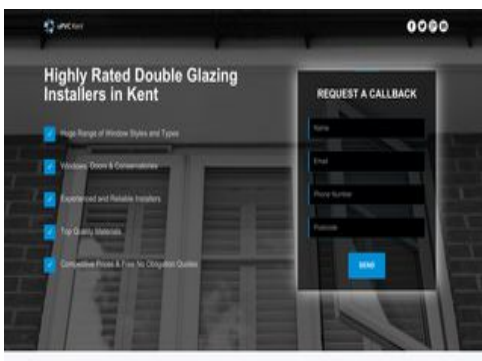 uPVC Kent
Highly Rated Double Glazing
Installers in Kent
Huge Range of Window Styles and Types
Windows, Doors & Conservatories
Experienced and Reliable Installers
Top Quality Materials
Competitive Prices & Free No Obligation Quotes
REQUEST A CALLBACK
Name
Email
Phone Number
Postcode
SEND